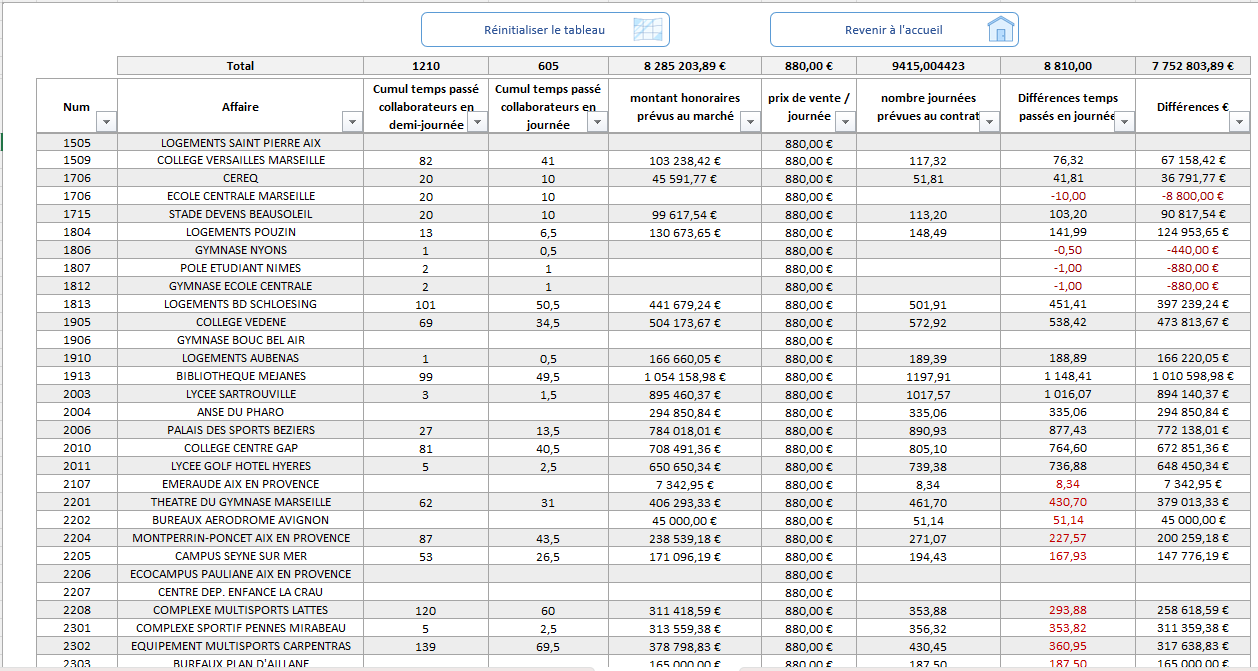 Réinitialiser le tableau
Revenir à l'accueil
Total 1210 605 8 285 203,89 € 880,00 € 9415,004423 8 810,00 7 752 803,89 €
Num Affaire Cumul temps passé collaborateurs en demi-journée Cumul temps passé collaborateurs en journée montant honoraires prévus au marché prix de vente / journée nombre journées prévues au contrat Différences temps passés en journée Différences €
1505 LOGEMENTS SAINT PIERRE AIX 880,00 €
1509 COLLEGE VERSAILLES MARSEILLE 82 41 103 238,42 € 880,00 € 117,32 76,32 67 158,42 €
1706 CEREQ 20 10 45 591,77 € 880,00 € 51,81 41,81 36 791,77 €
1706 ECOLE CENTRALE MARSEILLE 20 10 880,00 € -10,00 -8 800,00 €
1715 STADE DEVENS BEAUSOLEIL 20 10 99 617,54 € 880,00 € 113,20 103,20 90 817,54 €
1804 LOGEMENTS POUZIN 13 6,5 130 673,65 € 880,00 € 148,49 141,99 124 953,65 €
1806 GYMNASE NYONS 1 0,5 880,00 € -0,50 -440,00 €
1807 POLE ETUDIANT NIMES 2 1 880,00 € -1,00 -880,00 €
1812 GYMNASE ECOLE CENTRALE 2 1 880,00 € -1,00 -880,00 €
1813 LOGEMENTS BD SCHLOESING 101 50,5 441 679,24 € 880,00 € 501,91 451,41 397 239,24 €
1905 COLLEGE VEDENE 69 34,5 504 173,67 € 880,00 € 572,92 538,42 473 813,67 €
1906 GYMNASE BOUC BEL AIR 880,00 €
1910 LOGEMENTS AUBENAS 1 0,5 166 660,05 € 880,00 € 189,39 188,89 166 220,05 €
1913 BIBLIOTHEQUE MEJANES 99 49,5 1 054 158,98 € 880,00 € 1197,91 1 148,41 1 010 598,98 €
2003 LYCEE SARTROUVILLE 3 1,5 895 460,37 € 880,00 € 1017,57 1 016,07 894 140,37 €
2004 ANSE DU PHARO 294 850,84 € 880,00 € 335,06 335,06 294 850,84 €
2006 PALAIS DES SPORTS BEZIERS 27 13,5 784 018,01 € 880,00 € 890,93 877,43 772 138,01 €
2010 COLLEGE CENTRE GAP 81 40,5 708 491,36 € 880,00 € 805,10 764,60 672 851,36 €
2011 LYCEE GOLF HOTEL HYERES 5 2,5 650 650,34 € 880,00 € 739,38 736,88 648 450,34 €
2107 EMERAUDE AIX EN PROVENCE 7 342,95 € 880,00 € 8,34 8,34 7 342,95 €
2201 THEATRE DU GYMNASE MARSEILLE 62 31 406 293,33 € 880,00 € 461,70 430,70 379 013,33 €
2202 BUREAUX AERODROME AVIGNON 45 000,00 € 880,00 € 51,14 51,14 45 000,00 €
2204 MONTPERRIN-PONCET AIX EN PROVENCE 87 43,5 238 539,18 € 880,00 € 271,07 227,57 200 259,18 €
2205 CAMPUS SEYNE SUR MER 53 26,5 171 096,19 € 880,00 € 194,43 167,93 147 776,19 €
2206 ECOCAMPUS PAULIANE AIX EN PROVENCE 880,00 €
2207 CENTRE DEP. ENFANCE LA CRAU 880,00 €
2208 COMPLEXE MULTISPORTS LATTES 120 60 311 418,59 € 880,00 € 353,88 293,88 258 618,59 €
2301 COMPLEXE SPORTIF PENNES MIRABEAU 5 2,5 313 559,38 € 880,00 € 356,32 353,82 311 359,38 €
2302 EQUIPEMENT MULTISPORTS CARPENTRAS 139 69,5 378 798,83 € 880,00 € 430,45 360,95 317 638,83 €
2303 BUREAUX PLAN D'AILLANE 165 000,00 € 880,00 € 187,50 187,50 165 000,00 €